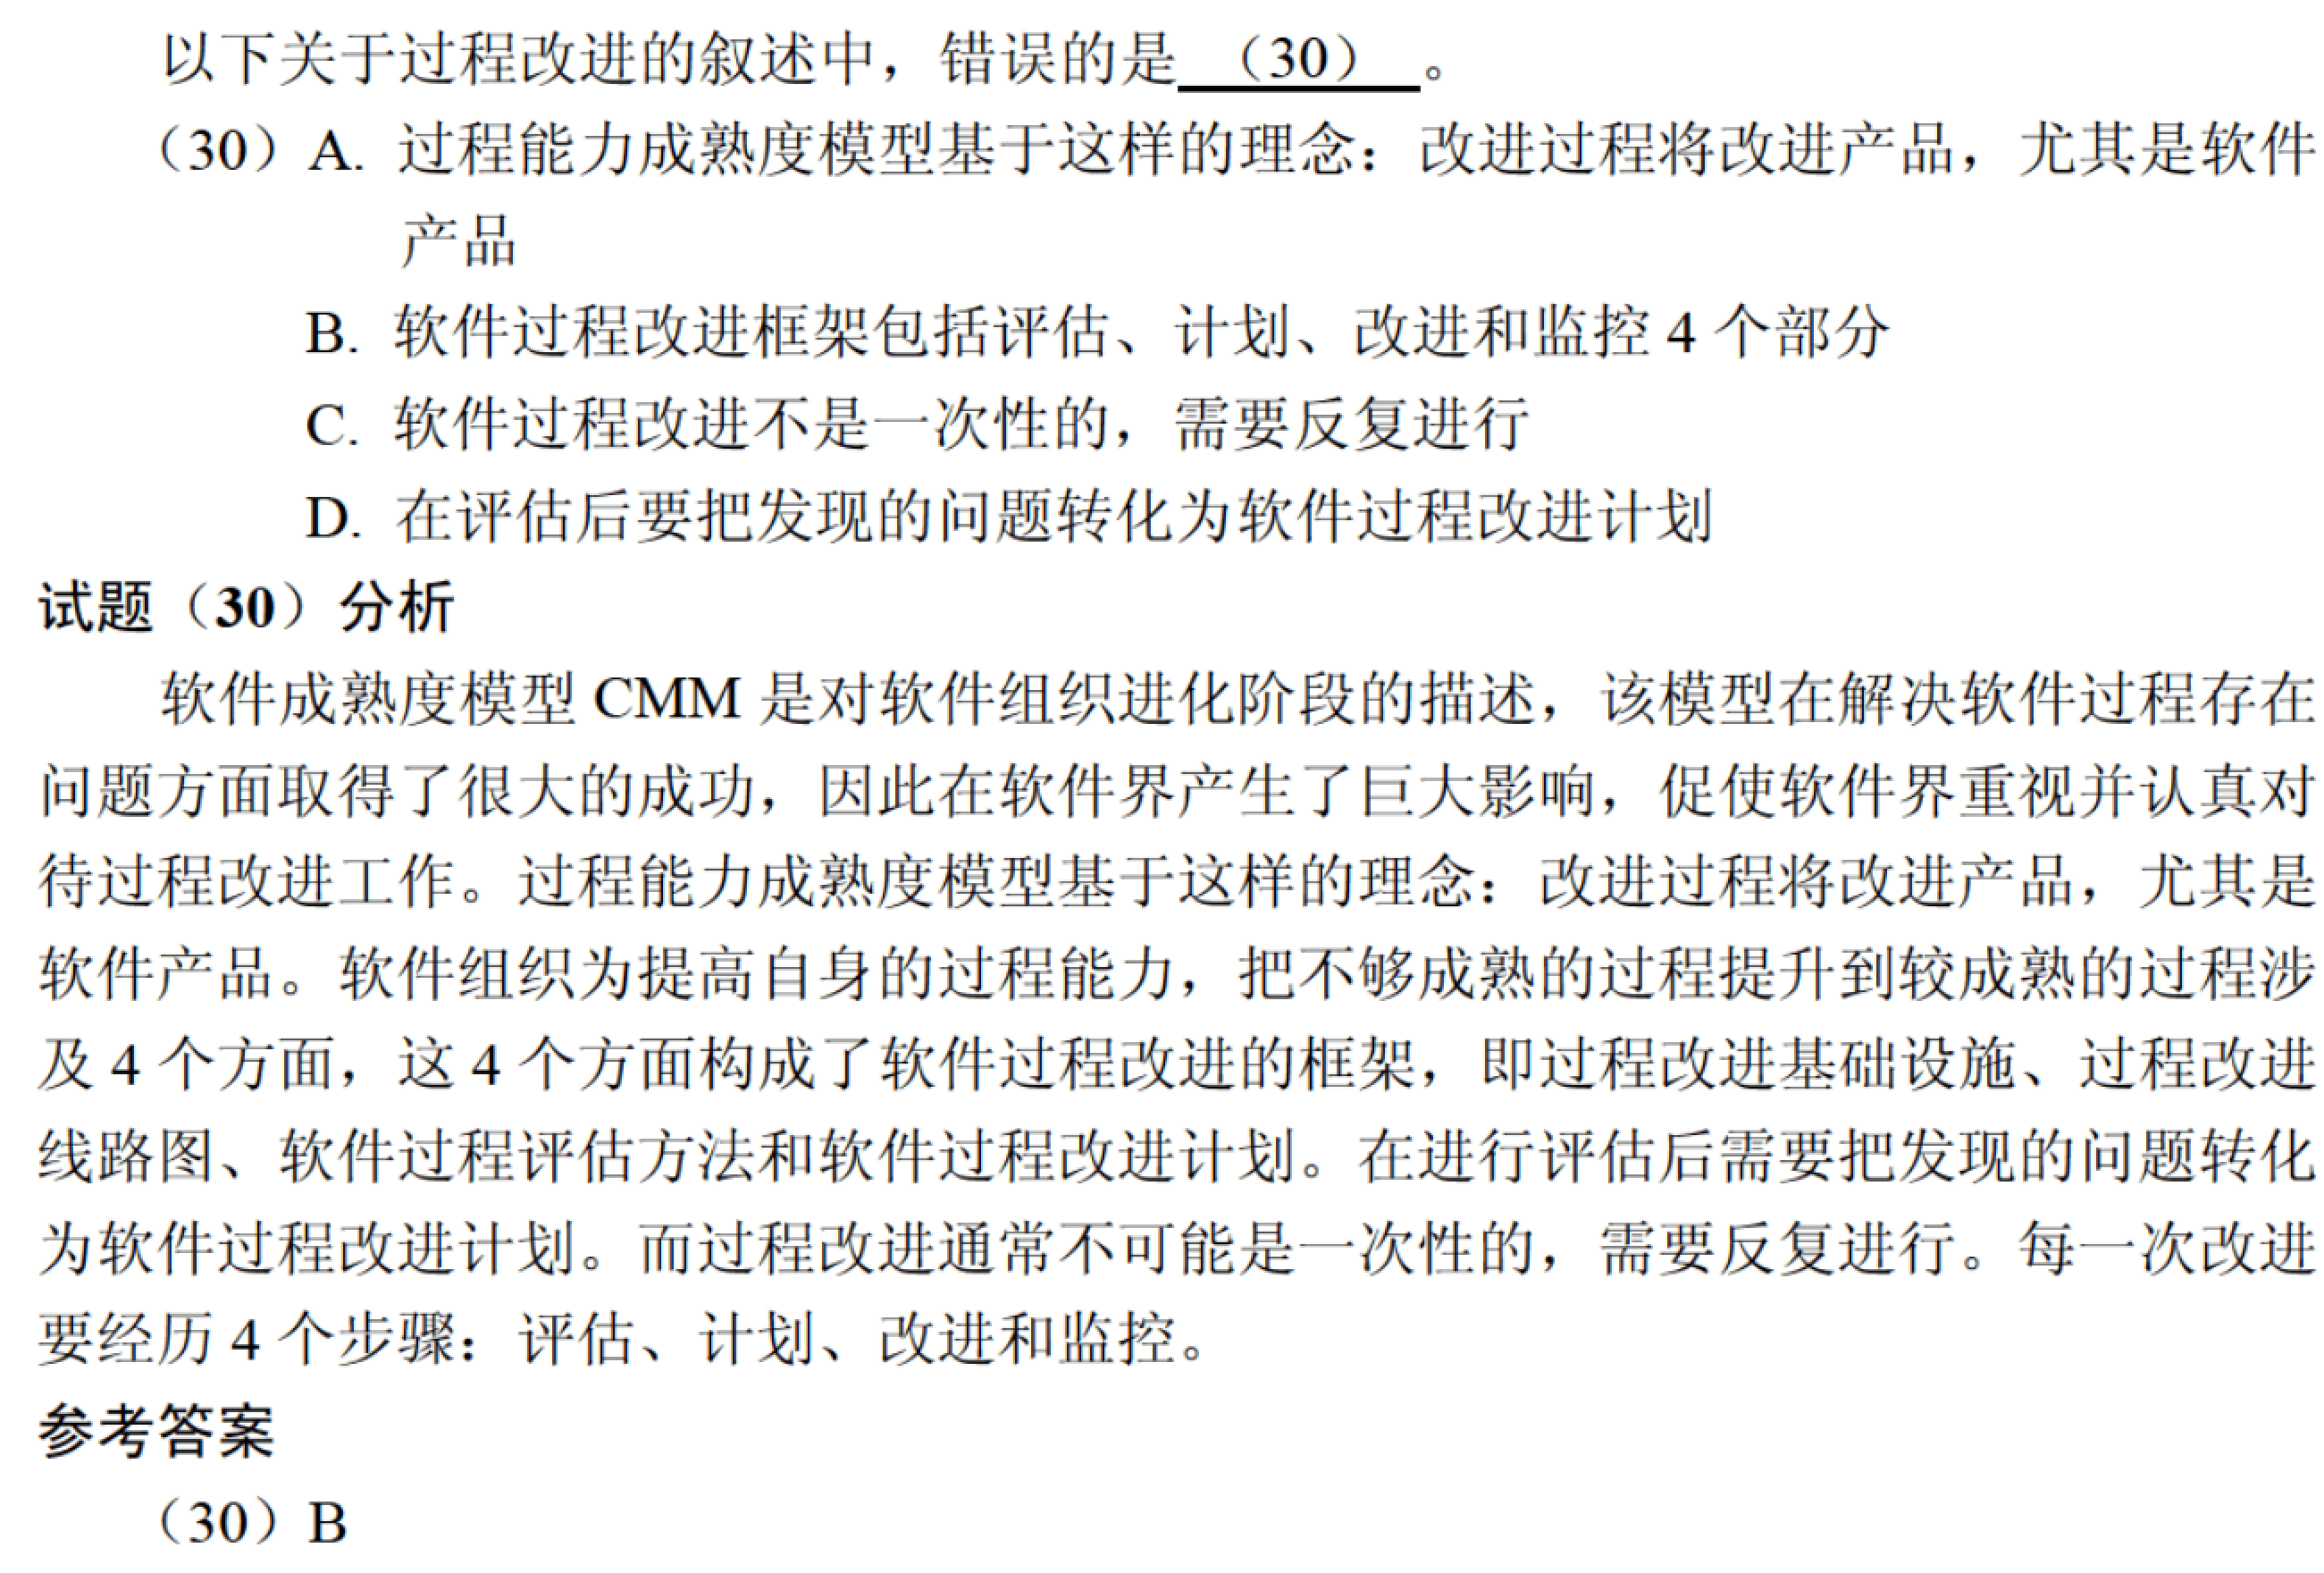 以下关于过程改进的叙述中，错误的是 （30） 。
（30）A. 过程能力成熟度模型基于这样的理念：改进过程将改进产品，尤其是软件
产品
B. 软件过程改进框架包括评估、计划、改进和监控 4 个部分
C. 软件过程改进不是一次性的，需要反复进行
D. 在评估后要把发现的问题转化为软件过程改进计划
试题（30）分析
软件成熟度模型 CMM 是对软件组织进化阶段的描述，该模型在解决软件过程存在
问题方面取得了很大的成功，因此在软件界产生了巨大影响，促使软件界重视并认真对
待过程改进工作。过程能力成熟度模型基于这样的理念：改进过程将改进产品，尤其是
软件产品。软件组织为提高自身的过程能力，把不够成熟的过程提升到较成熟的过程涉
及 4 个方面，这 4 个方面构成了软件过程改进的框架，即过程改进基础设施、过程改进
线路图、软件过程评估方法和软件过程改进计划。在进行评估后需要把发现的问题转化
为软件过程改进计划。而过程改进通常不可能是一次性的，需要反复进行。每一次改进
要经历 4 个步骤：评估、计划、改进和监控。
参考答案
（30）B